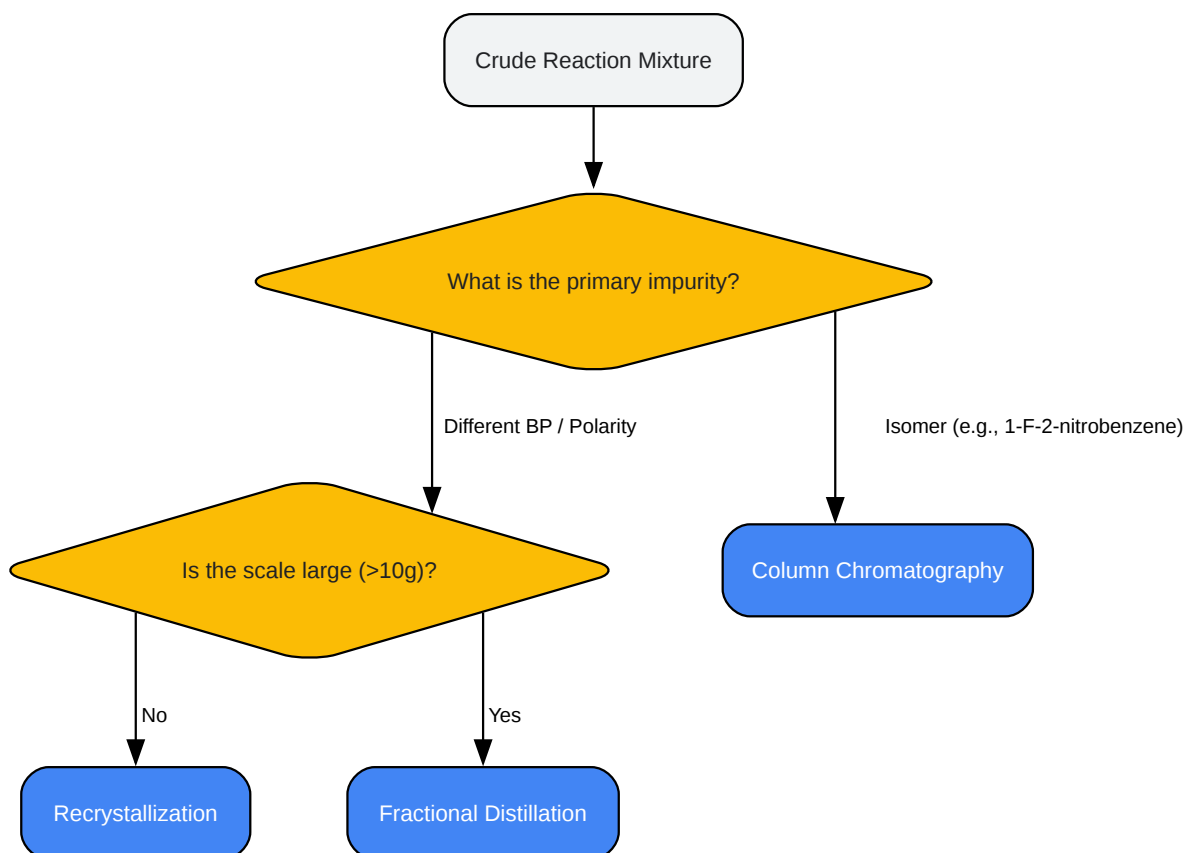 Crude Reaction Mixture
What is the primary impurity?
Different BP / Polarity
Isomer (e.g., 1-F-2-nitrobenzene)
Is the scale large (>10g)?
Column Chromatography
No
Yes
Recrystallization
Fractional Distillation